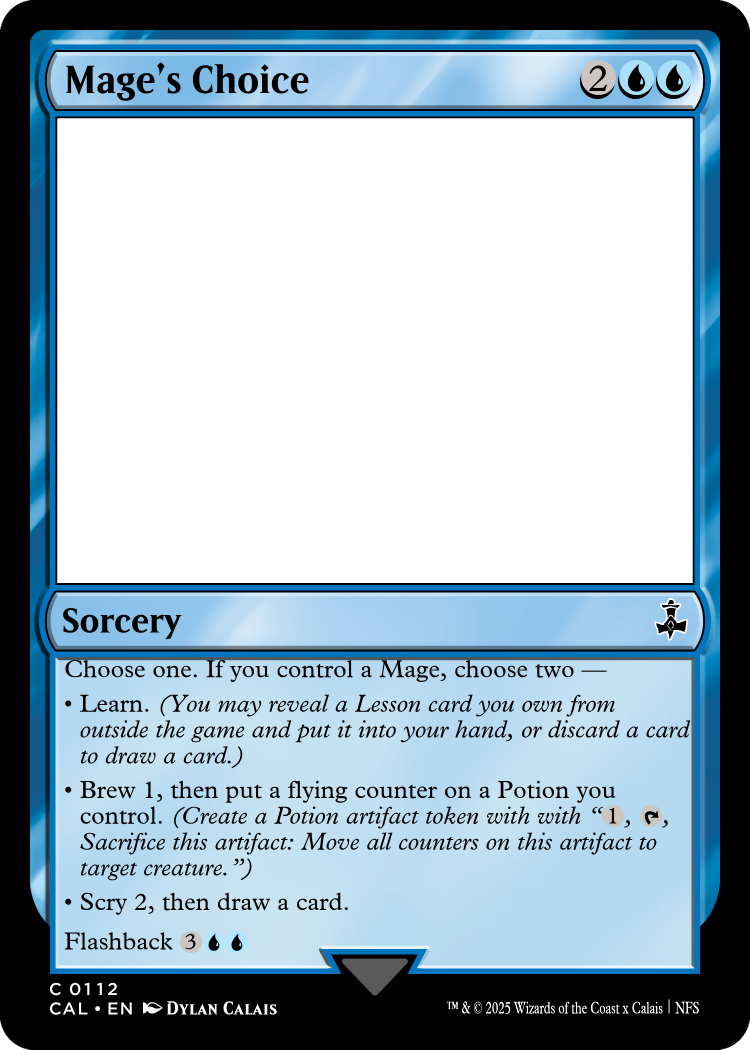 Mage's Choice 2
Sorcery
Choose one. If you control a Mage, choose two —
• Learn. (You may reveal a Lesson card you own from
outside the game and put it into your hand, or discard a card
to draw a card.)
• Brew 1, then put a flying counter on a Potion you
control. (Create a Potion artifact token with with “1, ,
Sacrifice this artifact: Move all counters on this artifact to
target creature.”)
• Scry 2, then draw a card.
Flashback 3
C 0112
CAL • EN DYLAN CALAIS
™ & © 2025 Wizards of the Coast x Calais | NFS